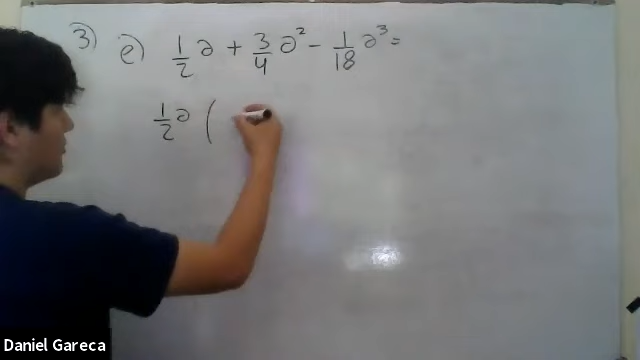 3) e) 1/2 a + 3/4 a² - 1/18 a³ =
1/2 a (
Daniel Gareca